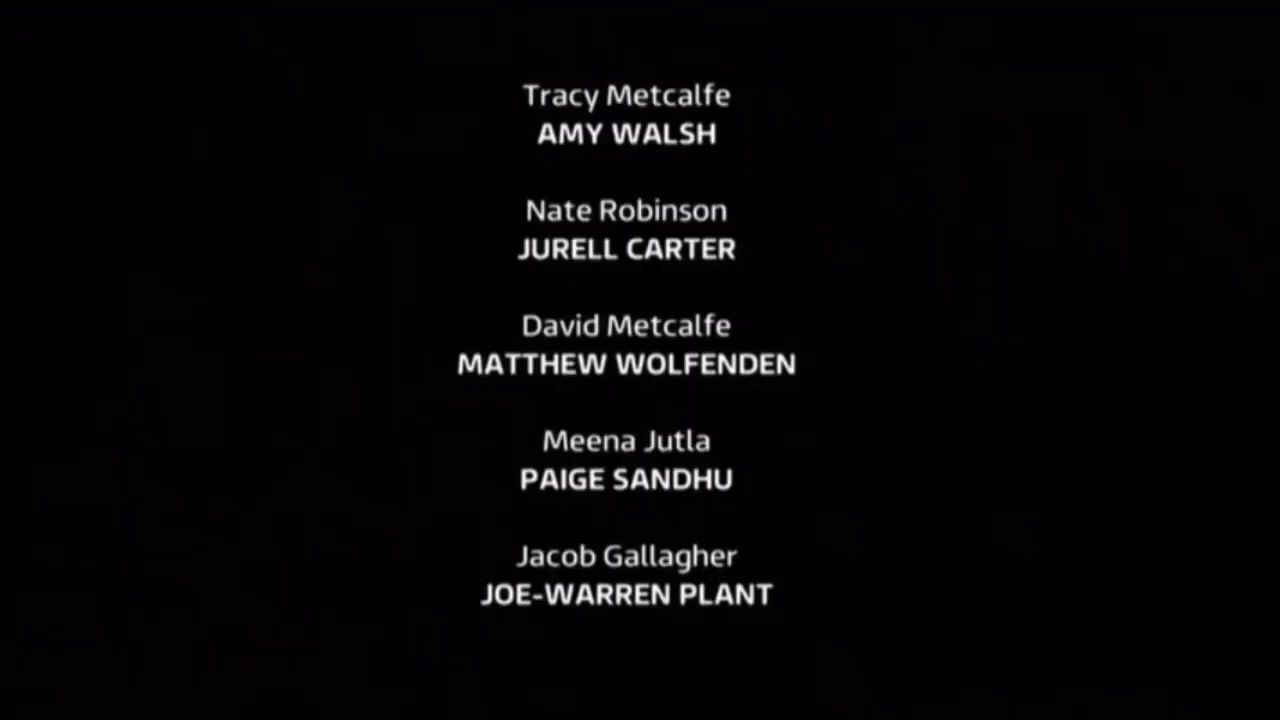 Tracy Metcalfe
AMY WALSH
Nate Robinson
JURELL CARTER
David Metcalfe
MATTHEW WOLFENDEN
Meena Jutla
PAIGE SANDHU
Jacob Gallagher
JOE-WARREN PLANT